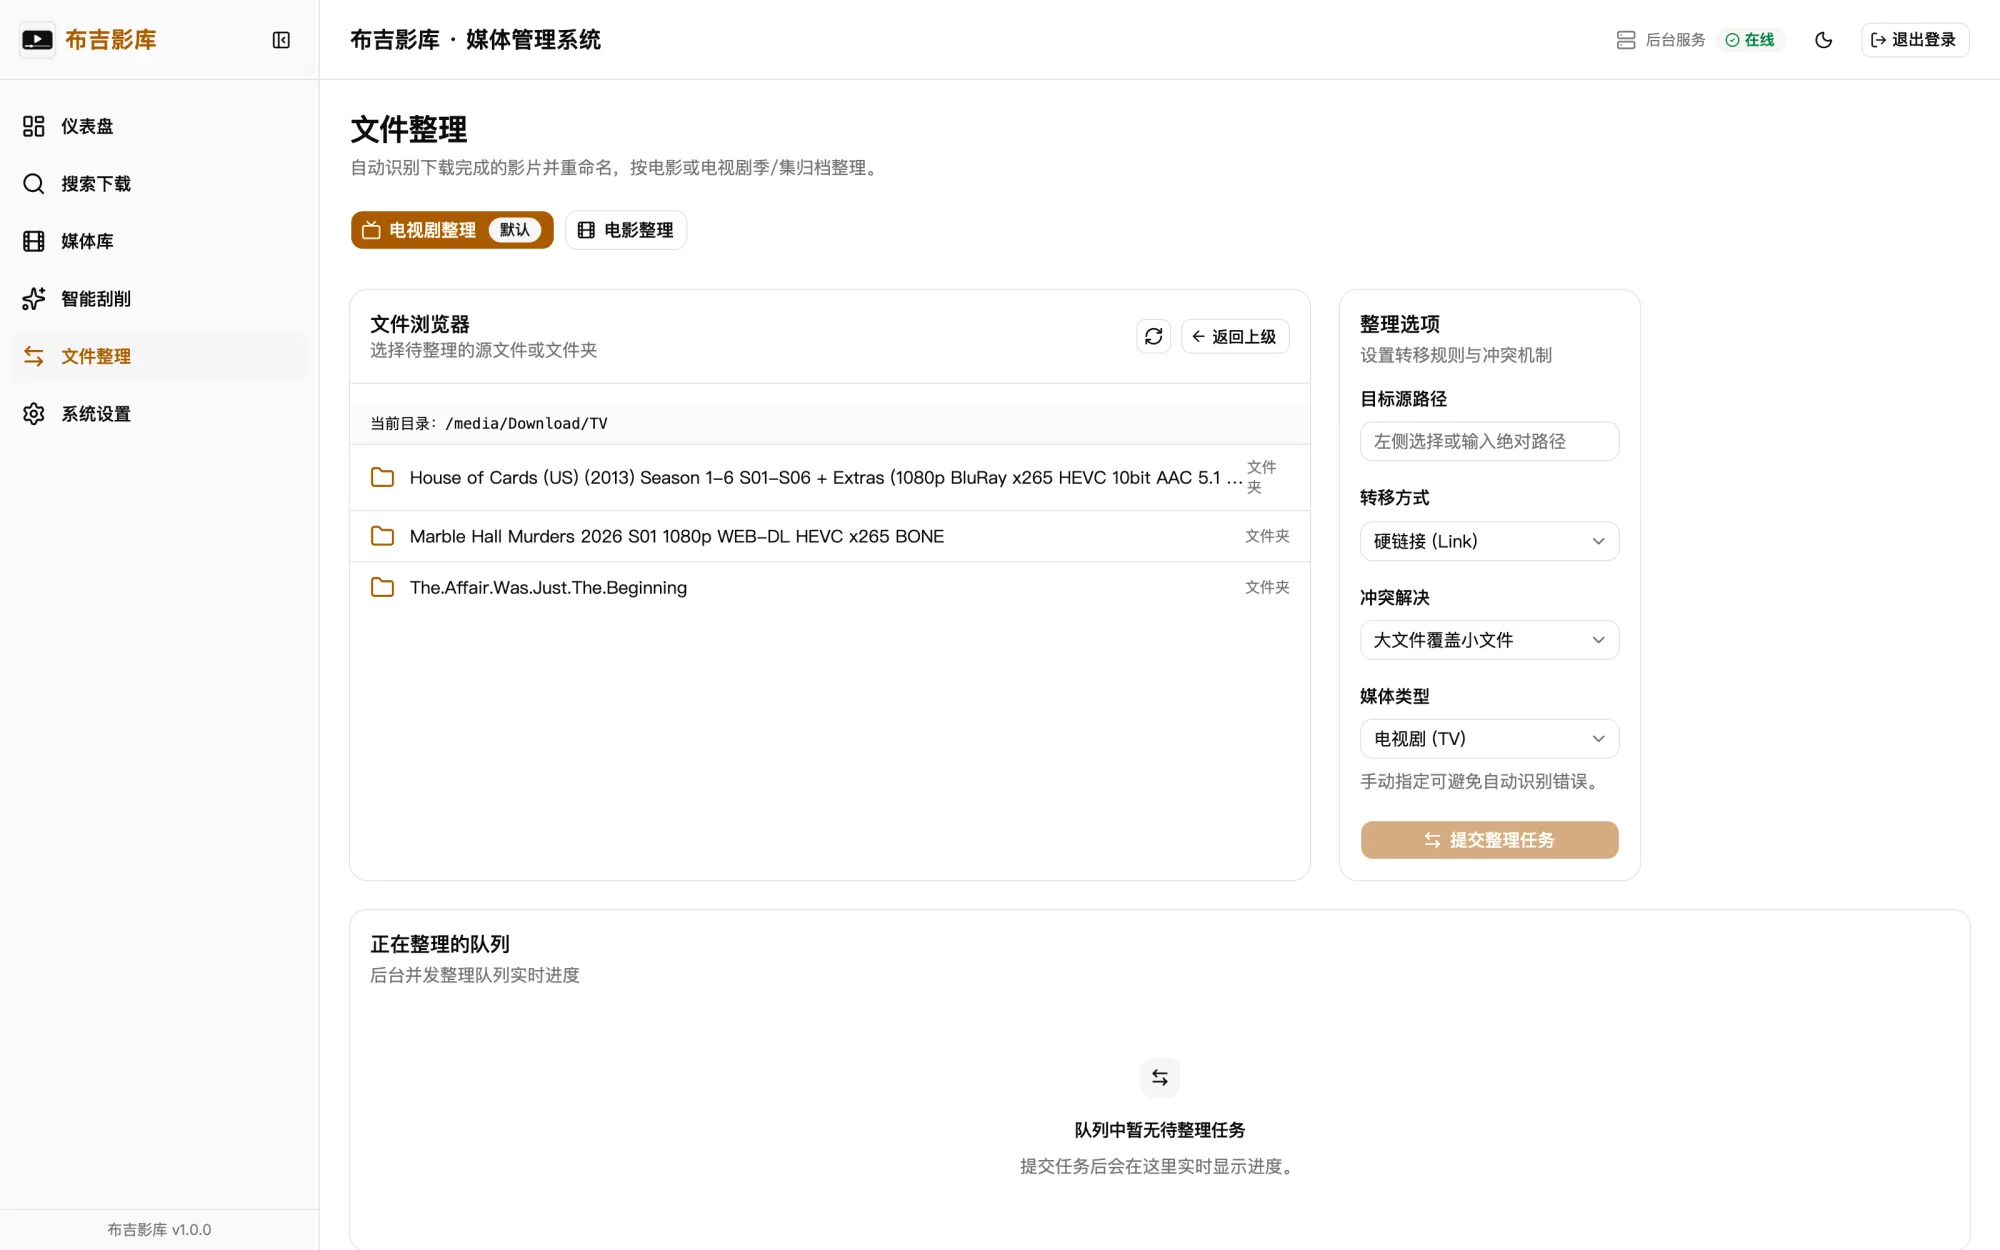 布吉影库
布吉影库 · 媒体管理系统
后台服务
在线
退出登录
仪表盘
搜索下载
媒体库
智能刮削
文件整理
系统设置
布吉影库 v1.0.0
文件整理
自动识别下载完成的影片并重命名，按电影或电视剧季/集归档整理。
电视剧整理 默认
电影整理
文件浏览器
选择待整理的源文件或文件夹
返回上级
当前目录：/media/Download/TV
House of Cards (US) (2013) Season 1-6 S01-S06 + Extras (1080p BluRay x265 HEVC 10bit AAC 5.1 ...
文件
夹
Marble Hall Murders 2026 S01 1080p WEB-DL HEVC x265 BONE
文件夹
The.Affair.Was.Just.The.Beginning
文件夹
整理选项
设置转移规则与冲突机制
目标源路径
左侧选择或输入绝对路径
转移方式
硬链接 (Link)
冲突解决
大文件覆盖小文件
媒体类型
电视剧 (TV)
手动指定可避免自动识别错误。
提交整理任务
正在整理的队列
后台并发整理队列实时进度
队列中暂无待整理任务
提交任务后会在这里实时显示进度。